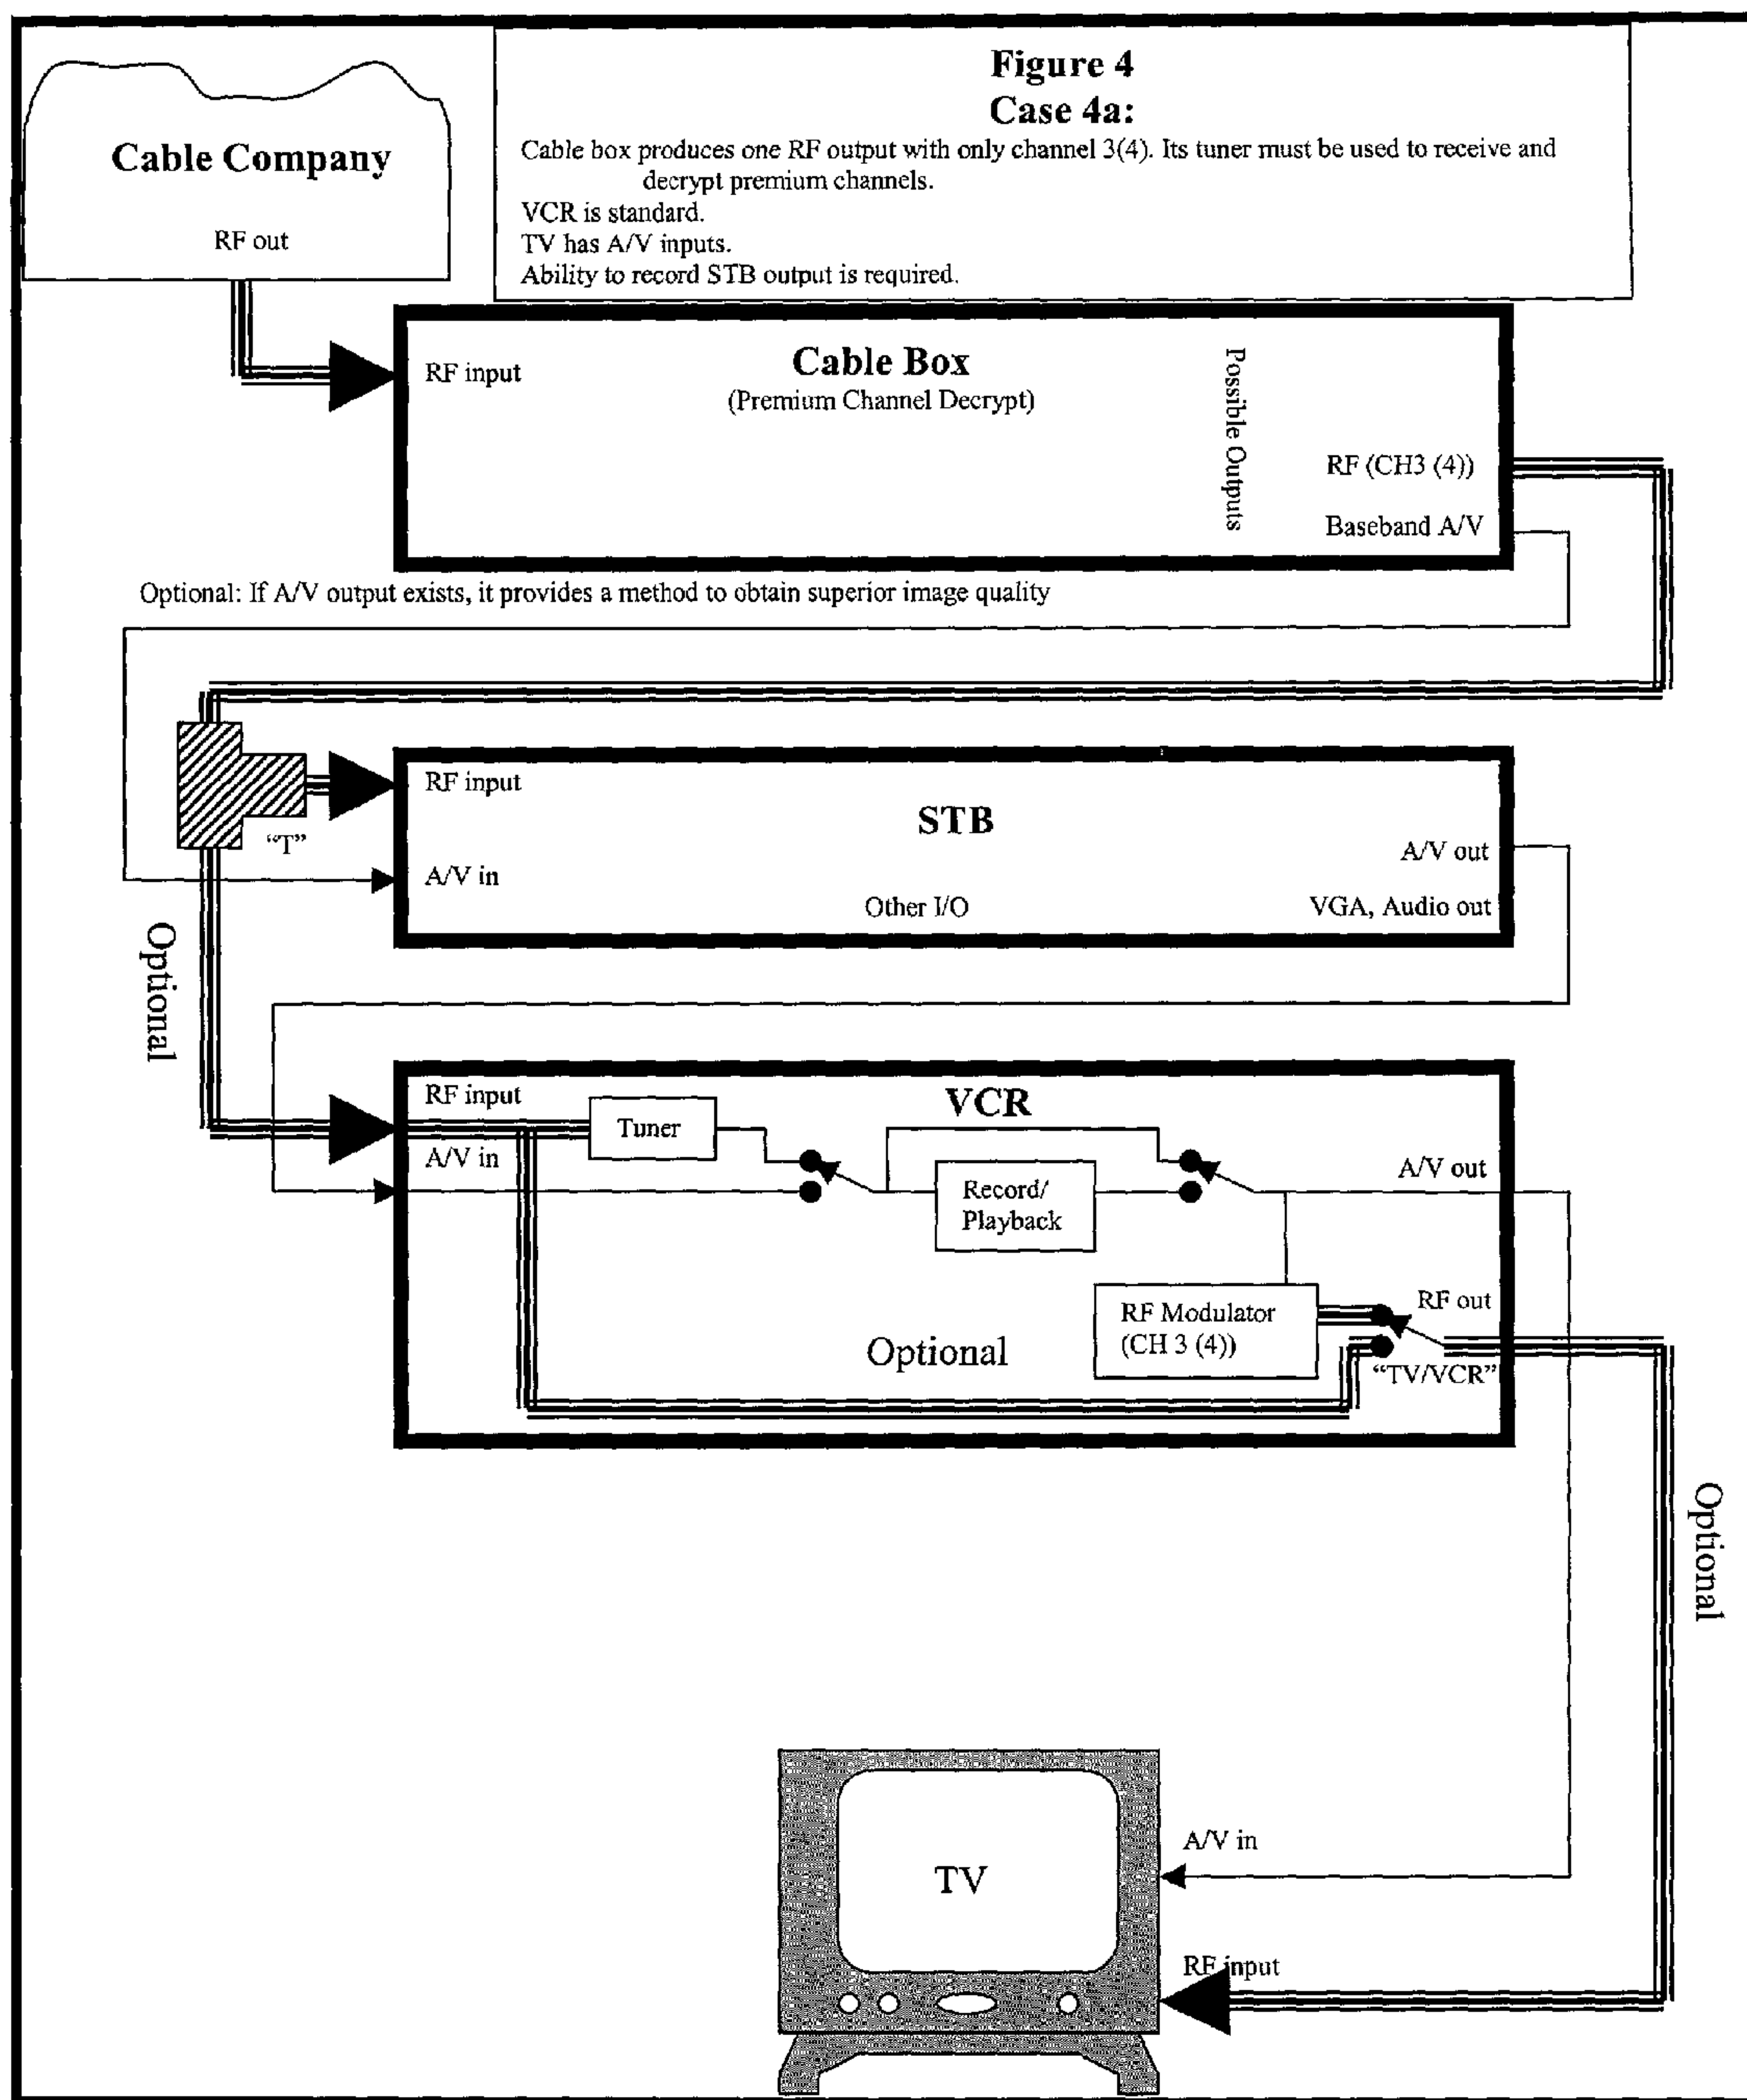 Figure 4
Case 4a:
Cable box produces one RF output with only channel 3(4). Its tuner must be used to receive and
decrypt premium channels.
VCR is standard.
TV has A/V inputs.
Ability to record STB output is required.
Cable Company
RF out
RF input
Cable Box
(Premium Channel Decrypt)
Possible Outputs
RF (CH3 (4))
Baseband A/V
Optional: If A/V output exists, it provides a method to obtain superior image quality
"T"
RF input
STB
A/V out
A/V in
Other I/O
VGA, Audio out
Optional
RF input
VCR
Tuner
A/V in
A/V out
Record/
Playback
RF Modulator
(CH 3 (4))
RF out
Optional
"TV/VCR"
Optional
TV
A/V in
RF input